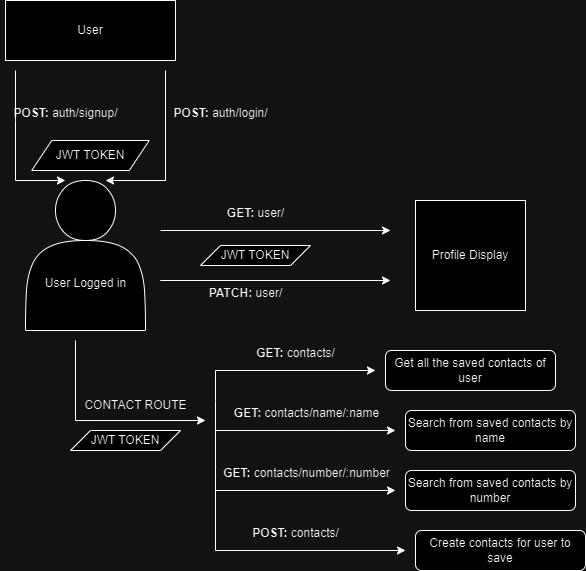 User
POST: auth/signup/
POST: auth/login/
JWT TOKEN
User Logged in
GET: user/
JWT TOKEN
PATCH: user/
Profile Display
CONTACT ROUTE
JWT TOKEN
GET: contacts/
Get all the saved contacts of
user
GET: contacts/name/:name
Search from saved contacts by
name
GET: contacts/number/:number
Search from saved contacts by
number
POST: contacts/
Create contacts for user to
save